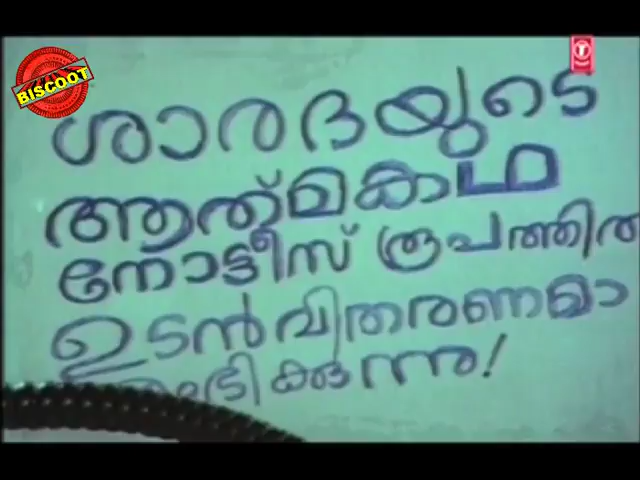 BISCOOT
T
ശാരദയുടെ
ആത്മകഥ
നോട്ടീസ് രൂപത്തിൽ
ഉടൻ വിതരണമാ
രംഭിക്കുന്നു!